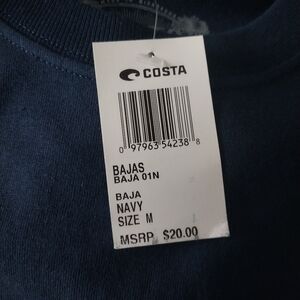 COSTA
0 97963 54238 8
BAJAS
BAJA 01N
BAJA
NAVY
SIZE M
MSRP $20.00